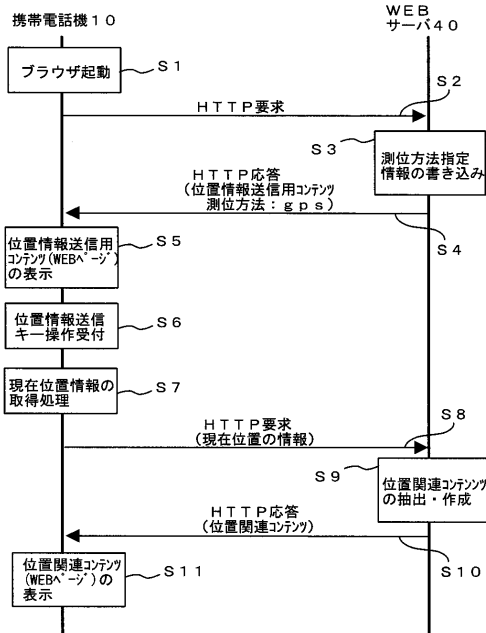 携帯電話機１０
ＷＥＢ
サーバ４０
ブラウザ起動
Ｓ１
ＨＴＴＰ要求
Ｓ２
Ｓ３
測位方法指定
情報の書き込み
ＨＴＴＰ応答
(位置情報送信用ｺﾝﾃﾝﾂ
測位方法：ｇｐｓ)
Ｓ４
位置情報送信用
ｺﾝﾃﾝﾂ(WEBﾍﾟｰｼﾞ)
の表示
Ｓ５
位置情報送信
キー操作受付
Ｓ６
現在位置情報の
取得処理
Ｓ７
ＨＴＴＰ要求
(現在位置の情報)
Ｓ８
Ｓ９
位置関連ｺﾝﾃﾝﾝﾂ
の抽出・作成
ＨＴＴＰ応答
(位置関連ｺﾝﾃﾝﾂ)
Ｓ１０
位置関連ｺﾝﾃﾝﾂ
(WEBﾍﾟｰｼﾞ)の
表示
Ｓ１１